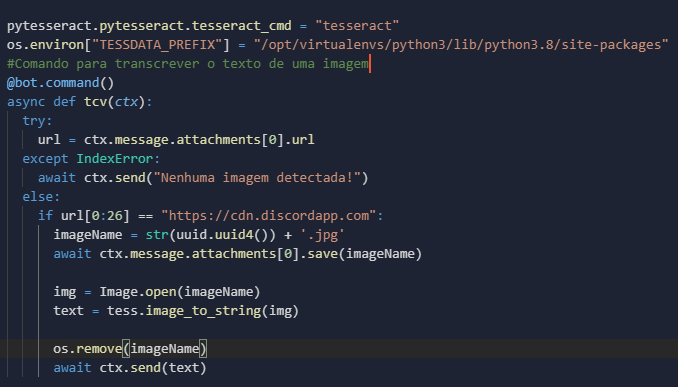 pytesseract.pytesseract.tesseract_cmd = "tesseract"
os.environ["TESSDATA_PREFIX"] = "/opt/virtualenvs/python3/lib/python3.8/site-packages"
#Comando para transcrever o texto de uma imagem
@bot.command()
async def tcv(ctx):
  try:
    url = ctx.message.attachments[0].url
  except IndexError:
    await ctx.send("Nenhuma imagem detectada!")
  else:
    if url[0:26] == "https://cdn.discordapp.com":
      imageName = str(uuid.uuid4()) + '.jpg'
      await ctx.message.attachments[0].save(imageName)
      img = Image.open(imageName)
      text = tess.image_to_string(img)
      os.remove(imageName)
      await ctx.send(text)